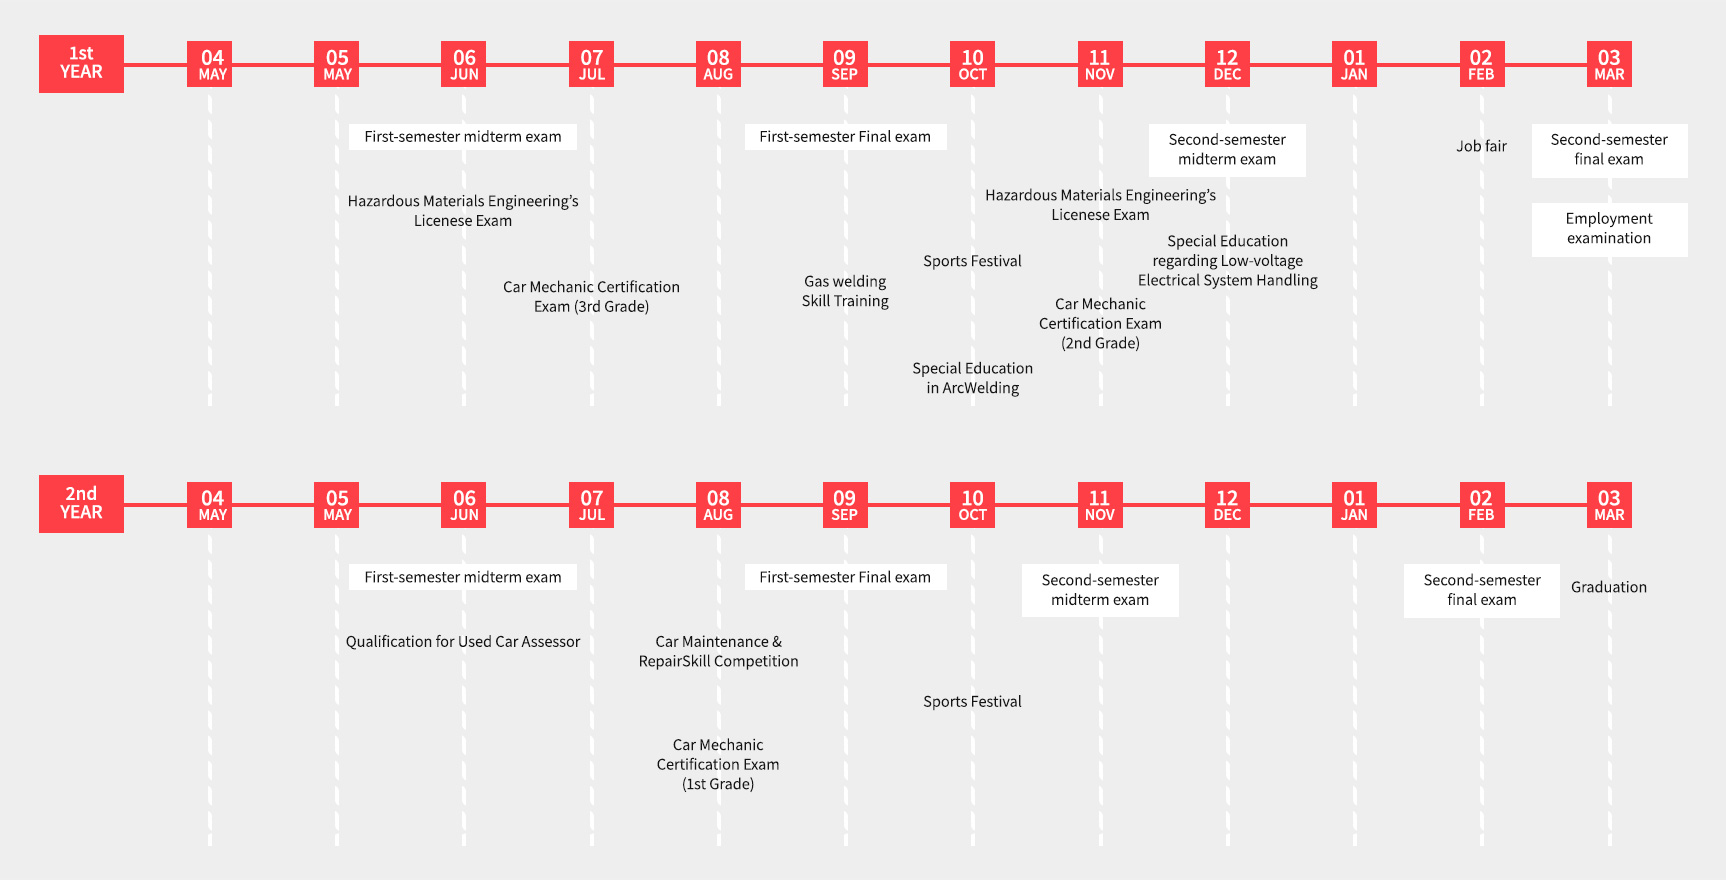 1st
YEAR
04
MAY
05
MAY
06
JUN
07
JUL
08
AUG
09
SEP
10
OCT
11
NOV
12
DEC
01
JAN
02
FEB
03
MAR
First-semester midterm exam
First-semester Final exam
Second-semester
midterm exam
Job fair
Second-semester
final exam
Hazardous Materials Engineering’s
Licenese Exam
Hazardous Materials Engineering’s
Licenese Exam
Employment
examination
Special Education
regarding Low-voltage
Electrical System Handling
Sports Festival
Car Mechanic Certification
Exam (3rd Grade)
Gas welding
Skill Training
Car Mechanic
Certification Exam
(2nd Grade)
Special Education
in ArcWelding
2nd
YEAR
04
MAY
05
MAY
06
JUN
07
JUL
08
AUG
09
SEP
10
OCT
11
NOV
12
DEC
01
JAN
02
FEB
03
MAR
First-semester midterm exam
First-semester Final exam
Second-semester
midterm exam
Second-semester
final exam
Graduation
Qualification for Used Car Assessor
Car Maintenance &
RepairSkill Competition
Sports Festival
Car Mechanic
Certification Exam
(1st Grade)